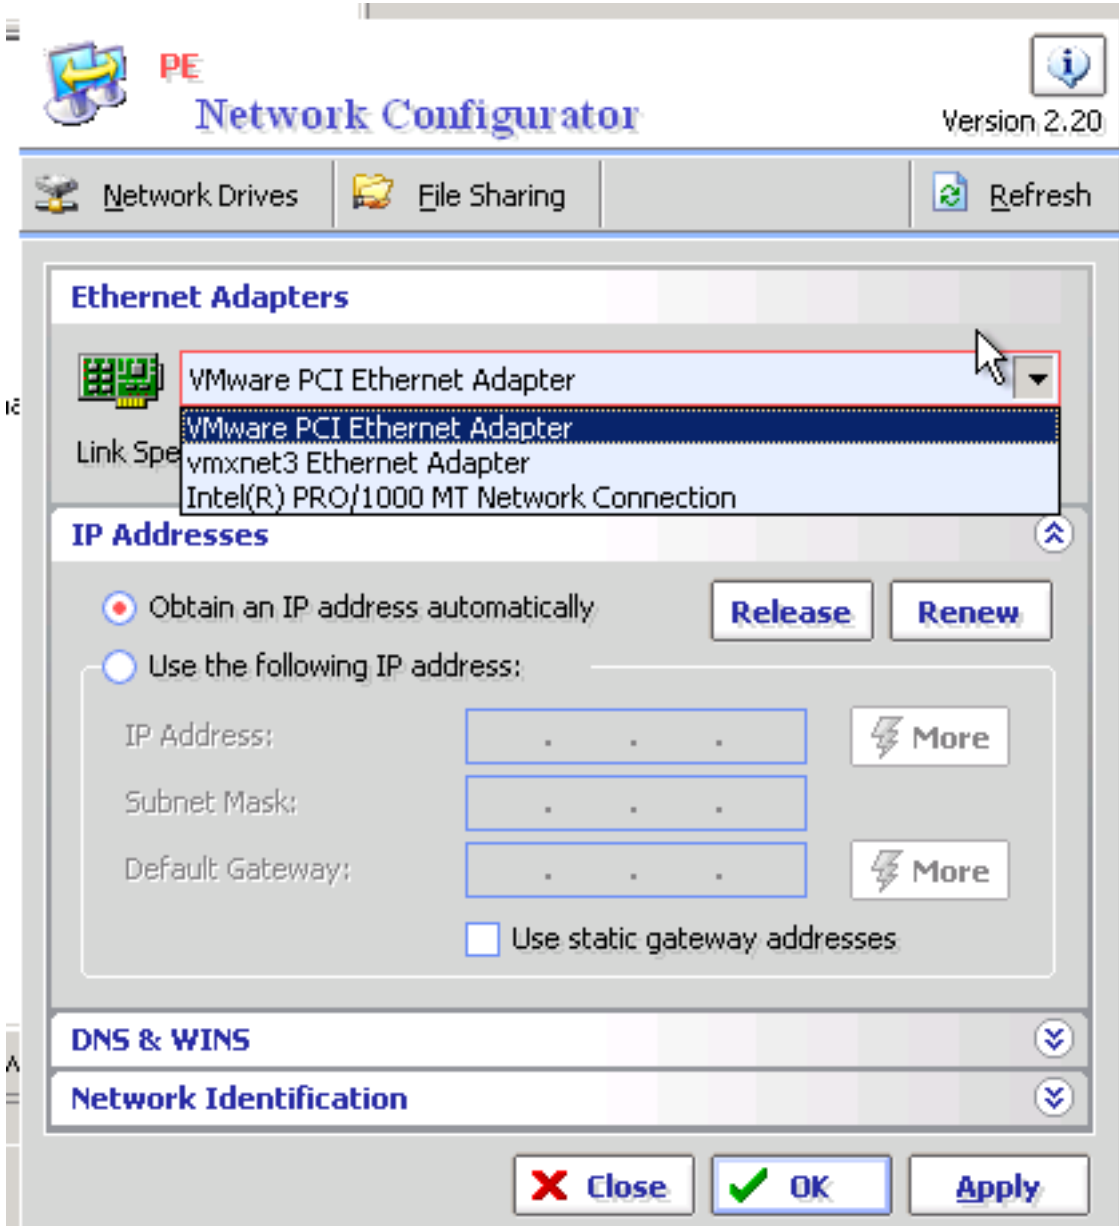 PE
Network Configurator
Version 2.20
Network Drives File Sharing Refresh
Ethernet Adapters
VMware PCI Ethernet Adapter
VMware PCI Ethernet Adapter
Link Spe
vmxnet3 Ethernet Adapter
Intel(R) PRO/1000 MT Network Connection
IP Addresses
Obtain an IP address automatically Release Renew
Use the following IP address:
IP Address: . . . More
Subnet Mask: . . .
Default Gateway: . . . More
Use static gateway addresses
DNS & WINS
Network Identification
Close OK Apply